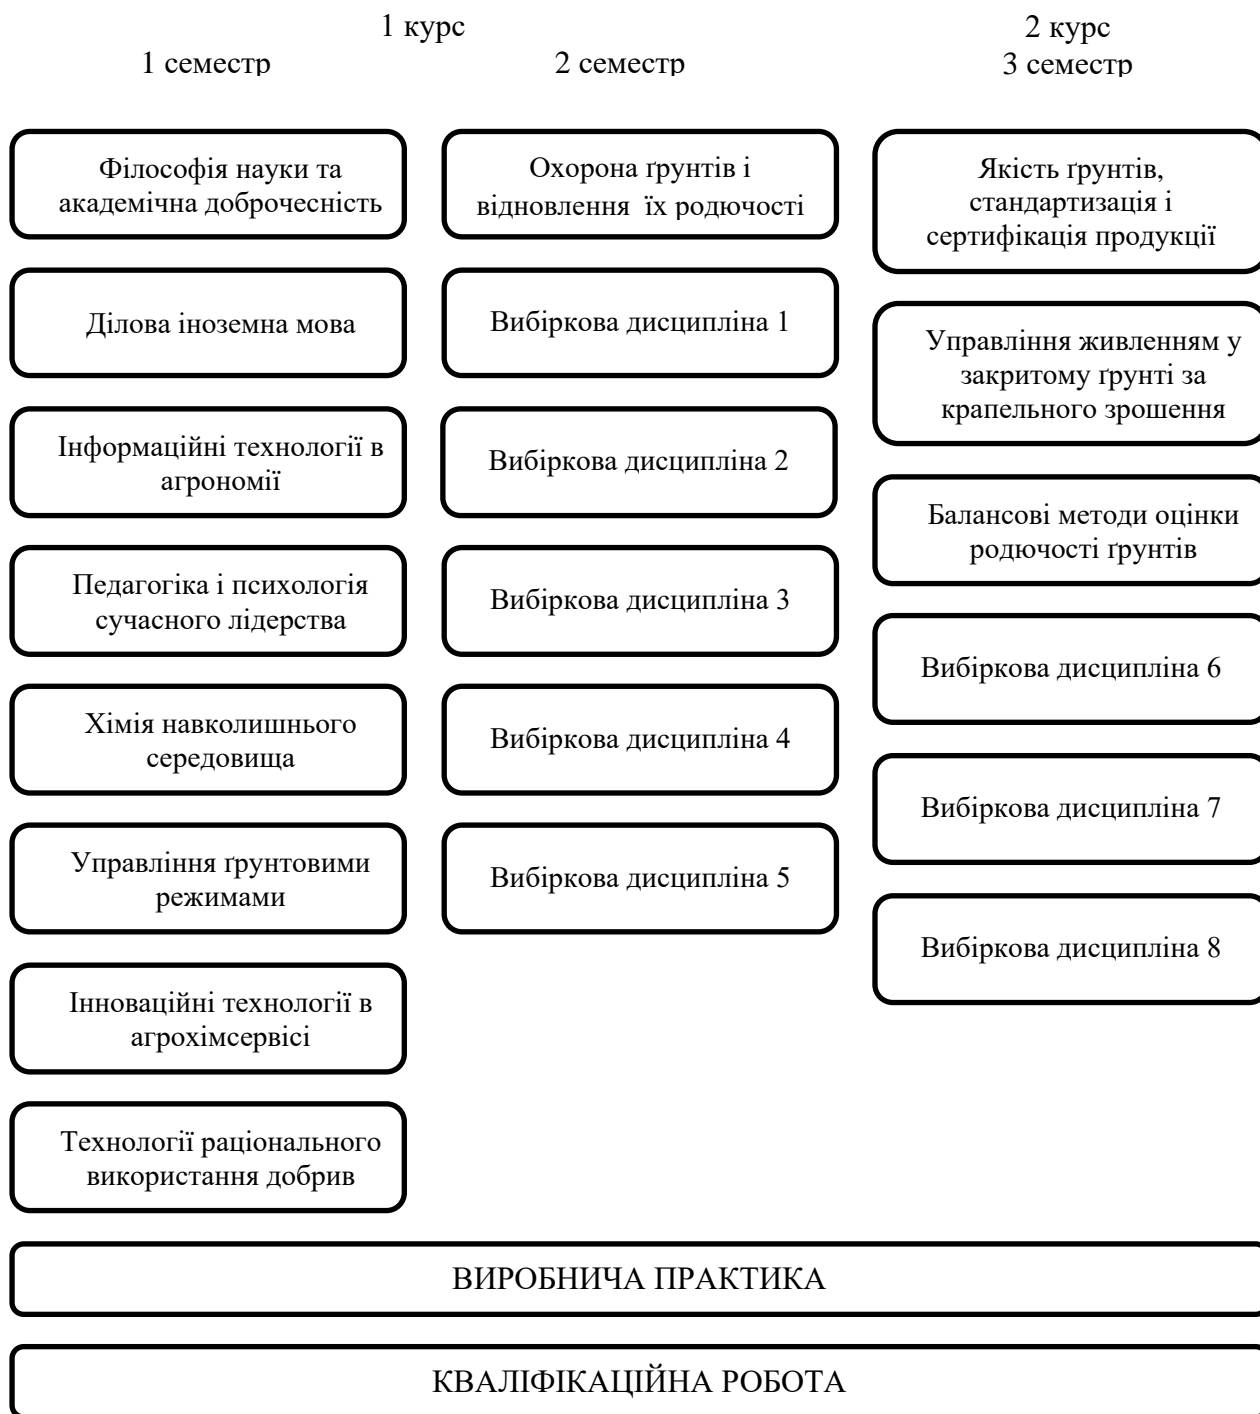 1 курс
1 семестр
2 семестр
2 курс
3 семестр
Філософія науки та
академічна доброчесність
Ділова іноземна мова
Інформаційні технології в
агрономії
Педагогіка і психологія
сучасного лідерства
Хімія навколишнього
середовища
Управління ґрунтовими
режимами
Інноваційні технології в
агрохімсервісі
Технології раціонального
використання добрив
Охорона ґрунтів і
відновлення їх родючості
Вибіркова дисципліна 1
Вибіркова дисципліна 2
Вибіркова дисципліна 3
Вибіркова дисципліна 4
Вибіркова дисципліна 5
Якість ґрунтів,
стандартизація і
сертифікація продукції
Управління живленням у
закритому ґрунті за
крапельного зрошення
Балансові методи оцінки
родючості ґрунтів
Вибіркова дисципліна 6
Вибіркова дисципліна 7
Вибіркова дисципліна 8
ВИРОБНИЧА ПРАКТИКА
КВАЛІФІКАЦІЙНА РОБОТА